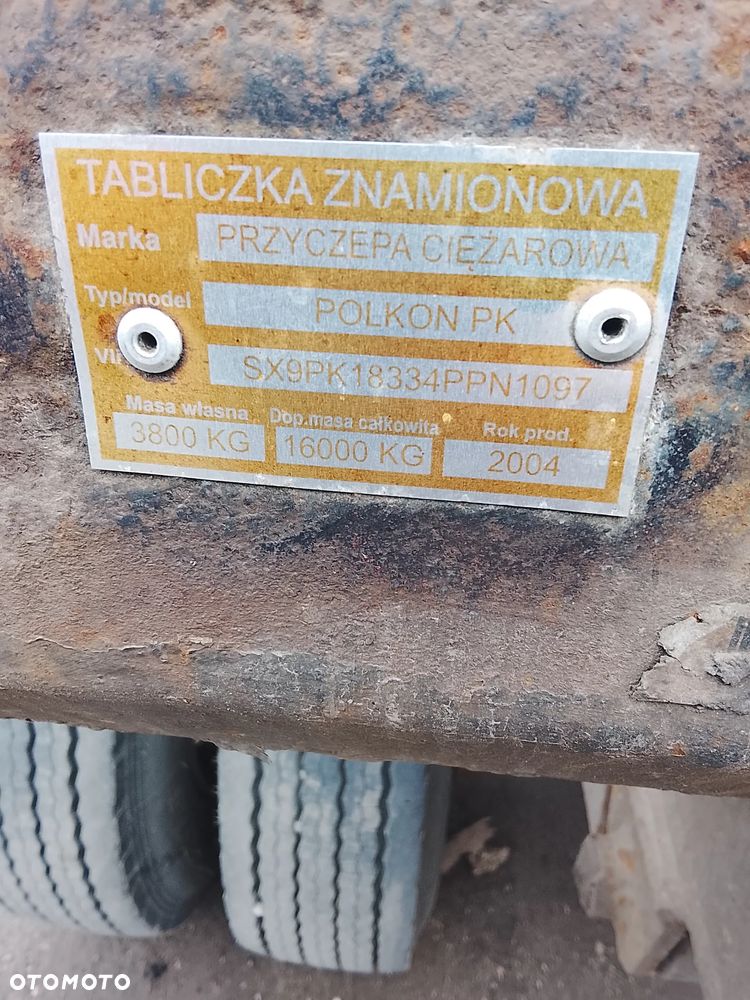 TABLICZKA ZNAMIONOWA
Marka PRZYCZEPA CIĘŻAROWA
Typ/model POLKON PK
SX9PK18334PPN1097
Masa własna Dop.masa całkowita Rok prod.
3800 KG 16000 KG 2004
OTOMOTO